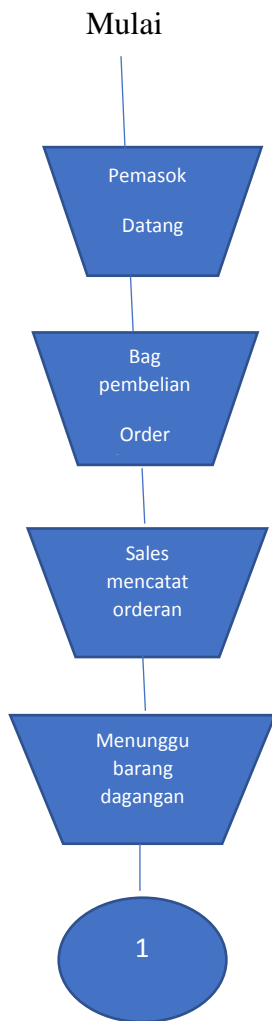 Mulai
Pemasok
Datang
Bag
pembelian
Order
Sales
mencatat
orderan
Menunggu
barang
dagangan
1